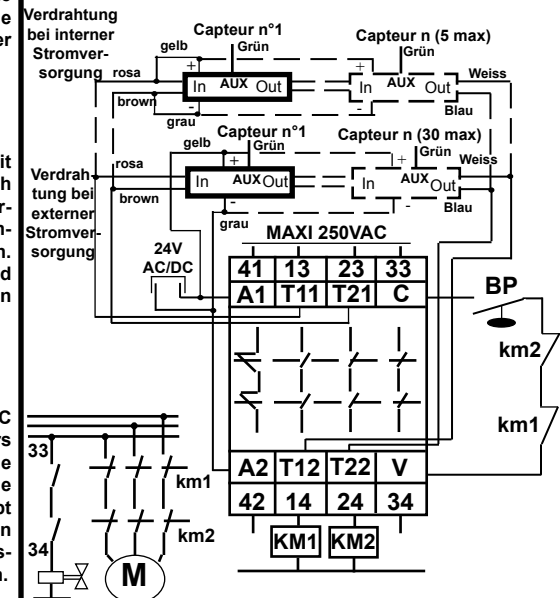 e
e
er
it
h
r-
n-
n.
d
n
C
s
e
e
ot
n
s-
n.
Verdrahtung
bei interner
Stromver-
sorgung
Capteur n°1
gelb
Grün
Capteur n (5 max)
Grün
rosa
+
+
In AUX Out
In AUX Out
Weiss
brown
-
-
grau
Blau
Verdrah-
tung bei
externer
Stromver-
sorgung
Capteur n°1
gelb
Grün
Capteur n (30 max)
Grün
rosa
+
+
In AUX Out
In AUX Out
Weiss
brown
-
-
grau
Blau
24V
AC/DC
MAXI 250VAC
41 13 23 33
A1 T11 T21 C
BP
km2
km1
A2 T12 T22 V
42 14 24 34
KM1 KM2
33
km1
34
km2
M